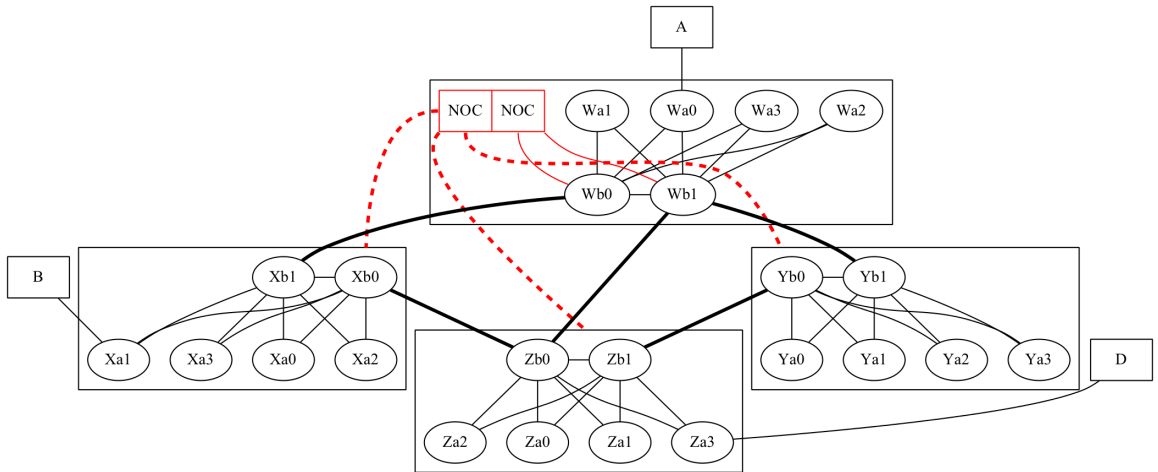 A
NOC NOC Wa1 Wa0 Wa3 Wa2
Wb0 Wb1
B Xb1 Xb0 Yb0 Yb1
Xa1 Xa3 Xa0 Xa2 Zb0 Zb1 Ya0 Ya1 Ya2 Ya3 D
Za2 Za0 Za1 Za3